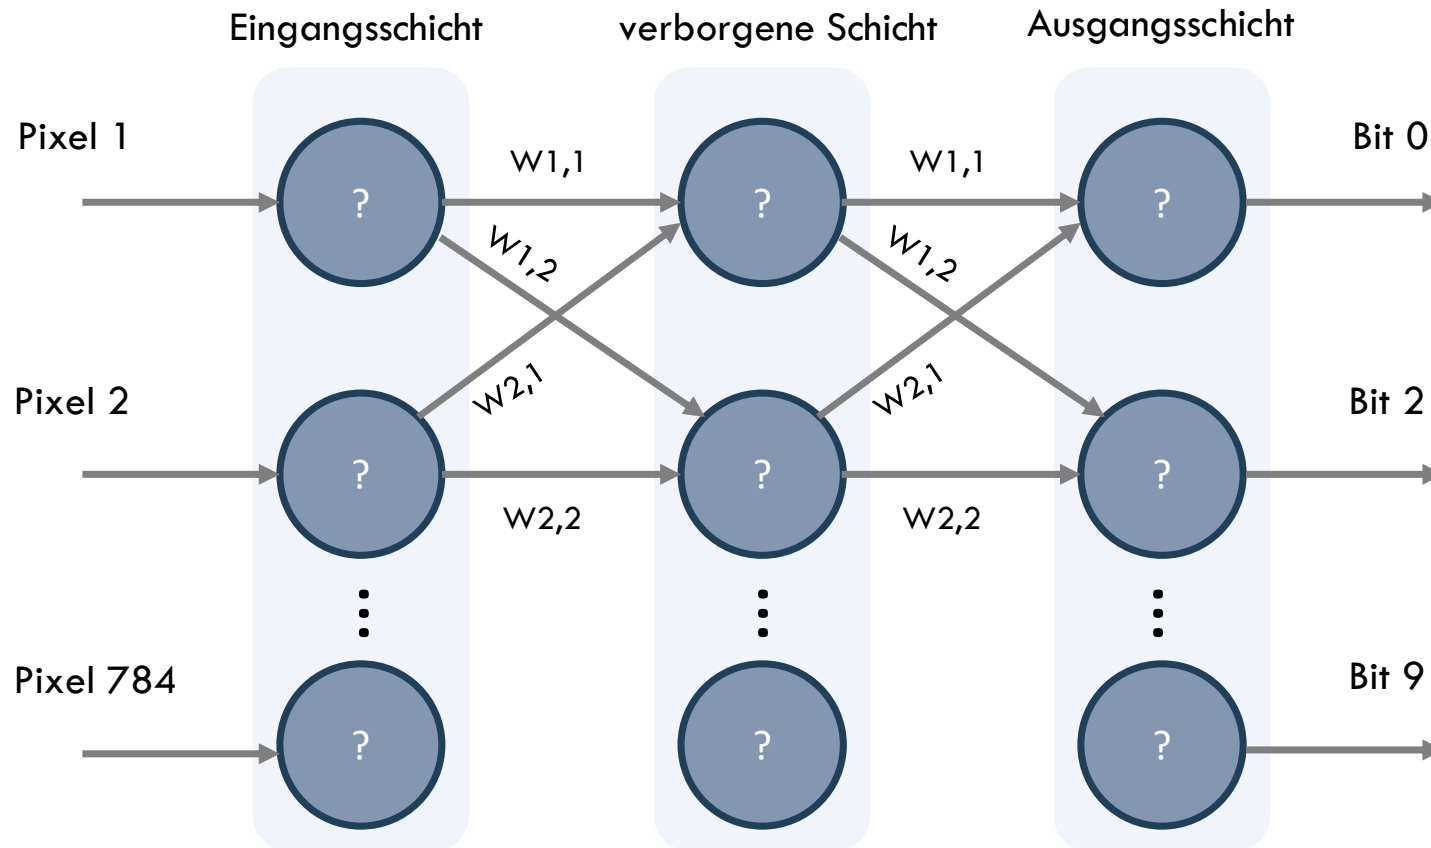 Eingangsschicht
verborgene Schicht
Ausgangsschicht
Pixel 1
?
W1,1
?
W1,1
?
Bit 0
W1,2
W1,2
W2,1
W2,1
Pixel 2
?
W2,2
?
W2,2
?
Bit 2
Pixel 784
?
?
?
Bit 9